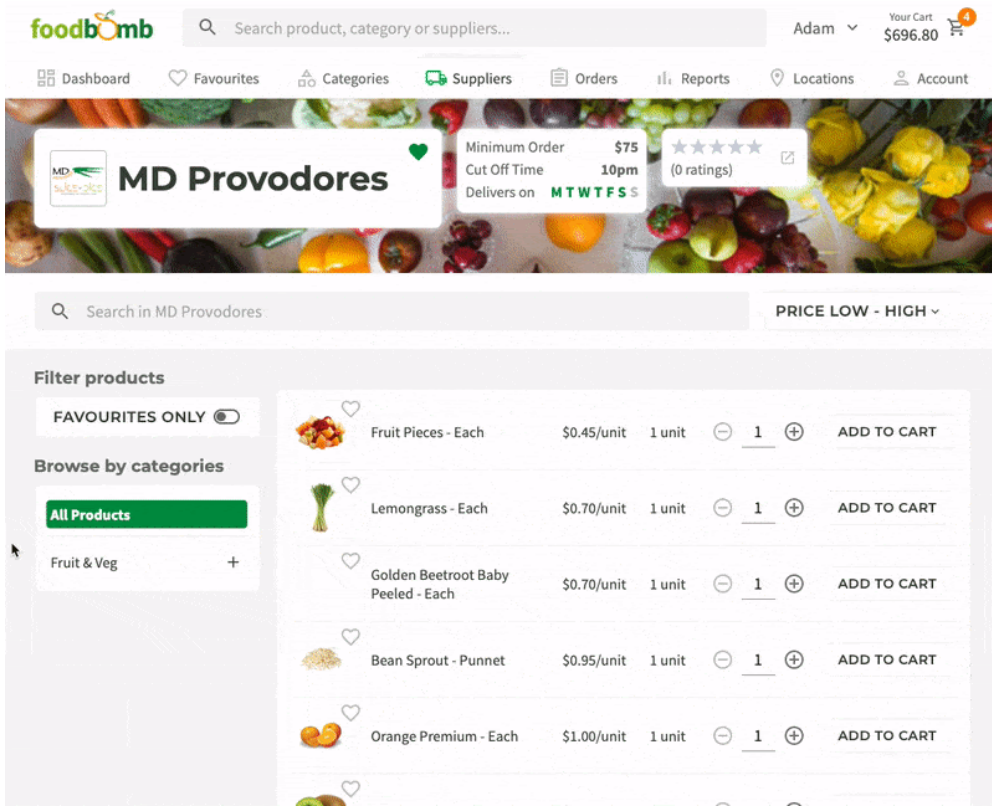 foodbomb
Search product, category or suppliers...
Adam
Your Cart
$696.80
4
Dashboard
Favourites
Categories
Suppliers
Orders
Reports
Locations
Account
MD
MD Provodores
Minimum Order $75
Cut Off Time 10pm
Delivers on M T W T F S S
(0 ratings)
Search in MD Provodores
PRICE LOW - HIGH
Filter products
FAVOURITES ONLY
Browse by categories
All Products
Fruit & Veg +
Fruit Pieces - Each $0.45/unit 1 unit 1 ADD TO CART
Lemongrass - Each $0.70/unit 1 unit 1 ADD TO CART
Golden Beetroot Baby
Peeled - Each $0.70/unit 1 unit 1 ADD TO CART
Bean Sprout - Punnet $0.95/unit 1 unit 1 ADD TO CART
Orange Premium - Each $1.00/unit 1 unit 1 ADD TO CART